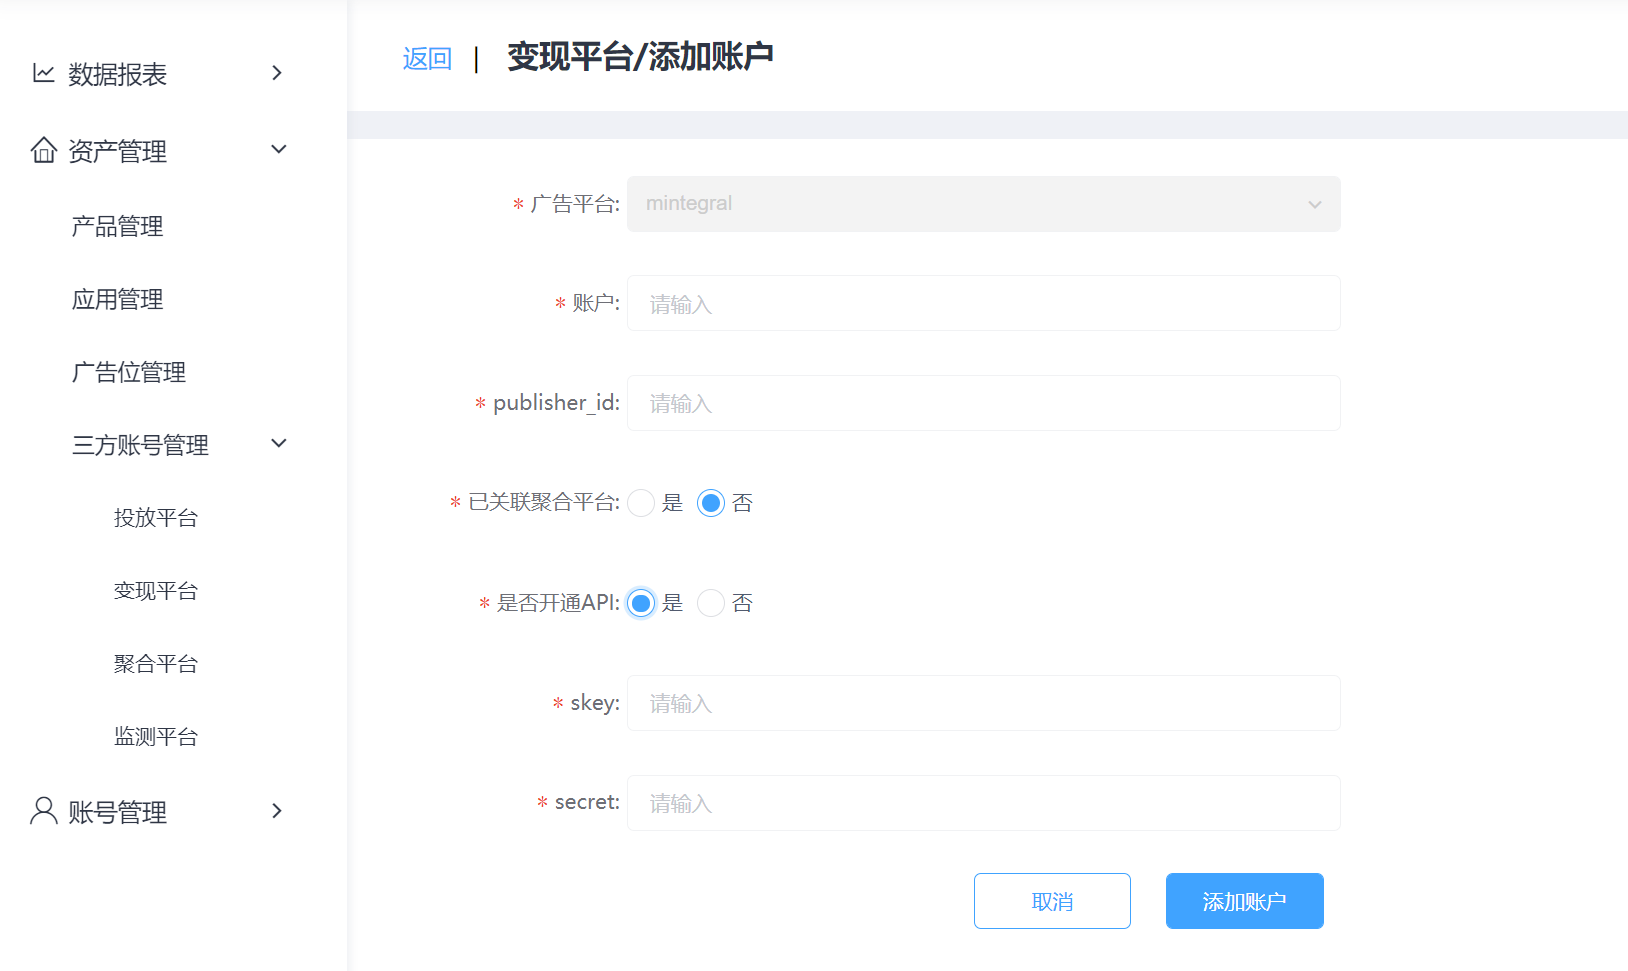 数据报表
资产管理
产品管理
应用管理
广告位管理
三方账号管理
投放平台
变现平台
聚合平台
监测平台
账号管理
返回 | 变现平台/添加账户
* 广告平台: mintegral
* 账户: 请输入
* publisher_id: 请输入
* 已关联聚合平台: 是 否
* 是否开通API: 是 否
* skey: 请输入
* secret: 请输入
取消 添加账户